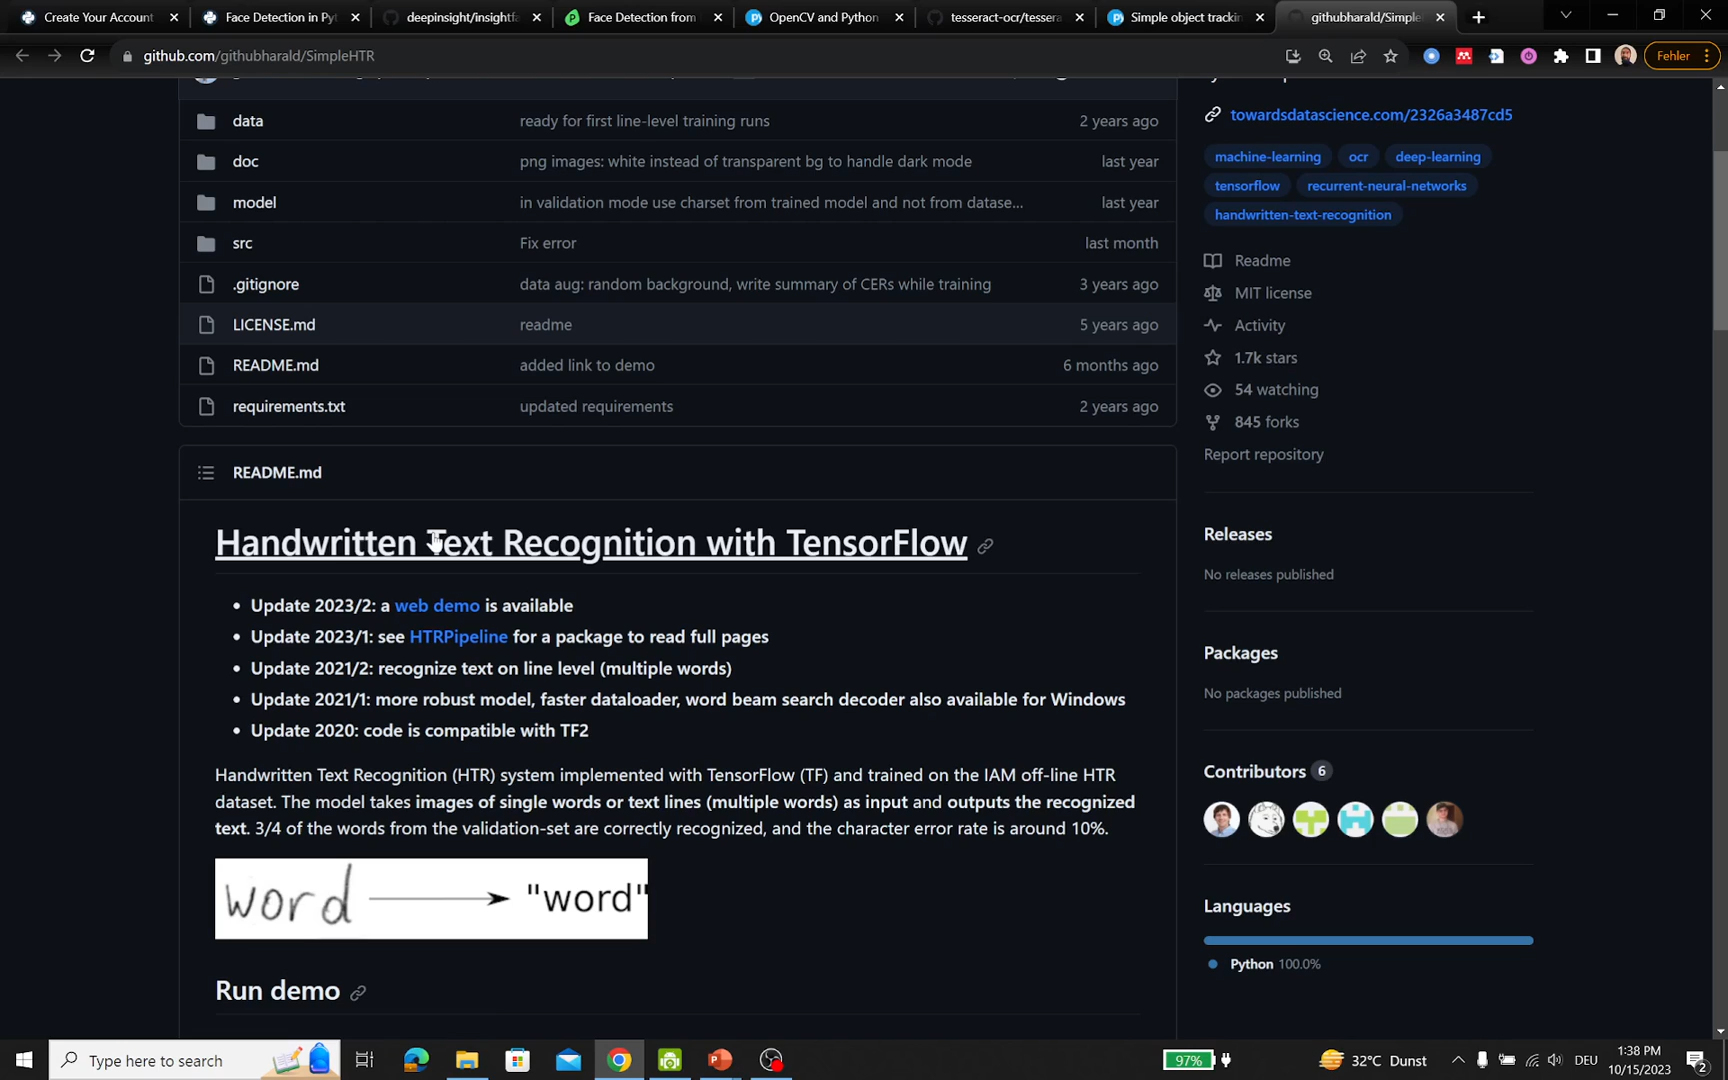 Create Your Account
Face Detection in Py
deepinsight/insightfa
Face Detection from
OpenCV and Python
tesseract-ocr/tessera
Simple object trackin
githubharald/Simple
github.com/githubharald/SimpleHTR
Fehler
data ready for first line-level training runs 2 years ago
doc png images: white instead of transparent bg to handle dark mode last year
model in validation mode use charset from trained model and not from datase... last year
src Fix error last month
.gitignore data aug: random background, write summary of CERs while training 3 years ago
LICENSE.md readme 5 years ago
README.md added link to demo 6 months ago
requirements.txt updated requirements 2 years ago
README.md
Handwritten Text Recognition with TensorFlow
• Update 2023/2: a web demo is available
• Update 2023/1: see HTRPipeline for a package to read full pages
• Update 2021/2: recognize text on line level (multiple words)
• Update 2021/1: more robust model, faster dataloader, word beam search decoder also available for Windows
• Update 2020: code is compatible with TF2
Handwritten Text Recognition (HTR) system implemented with TensorFlow (TF) and trained on the IAM off-line HTR
dataset. The model takes images of single words or text lines (multiple words) as input and outputs the recognized
text. 3/4 of the words from the validation-set are correctly recognized, and the character error rate is around 10%.
word "word"
Run demo
towardsdatascience.com/2326a3487cd5
machine-learning ocr deep-learning
tensorflow recurrent-neural-networks
handwritten-text-recognition
Readme
MIT license
Activity
1.7k stars
54 watching
845 forks
Report repository
Releases
No releases published
Packages
No packages published
Contributors 6
Languages
Python 100.0%
Type here to search
97%
32°C Dunst
DEU
1:38 PM
10/15/2023
2